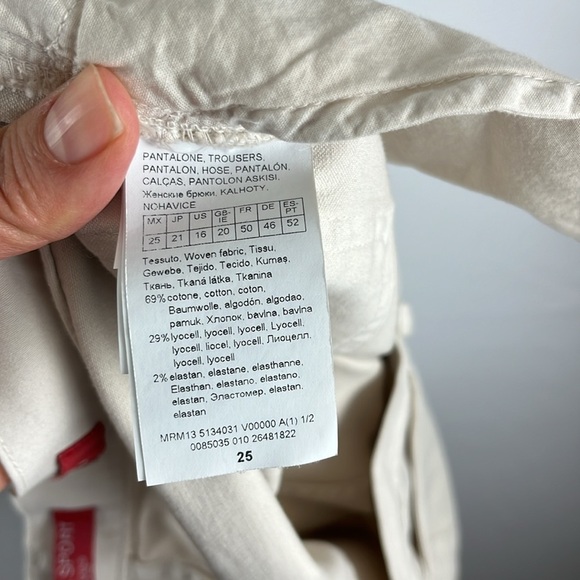 PANTALONE, TROUSERS,
PANTALON, HOSE, PANTALÓN,
CALÇAS, PANTOLON ASKISI,
Женские брюки, KALHOTY,
NOHAVICE
MX JP US GB-IE FR DE ES-PT
25 21 16 20 50 46 52
Tessuto, Woven fabric, Tissu,
Gewebe, Tejido, Tecido, Kumaş,
Ткань, Tkaná látka, Tkanina
69% cotone, cotton, coton,
Baumwolle, algodón, algodao,
pamuk, Хлопок, bavlna, bavlna
29% lyocell, lyocell, lyocell, Lyocell,
lyocell, liocel, lyocell, Лиоцелл,
lyocell, lyocell
2% elastan, elastane, elasthanne,
Elasthan, elastano, elastano,
elastan, Эластомер, elastan,
elastan
MRM13 5134031 V00000 A(1) 1/2
0085035 010 26481822
25
SPORT